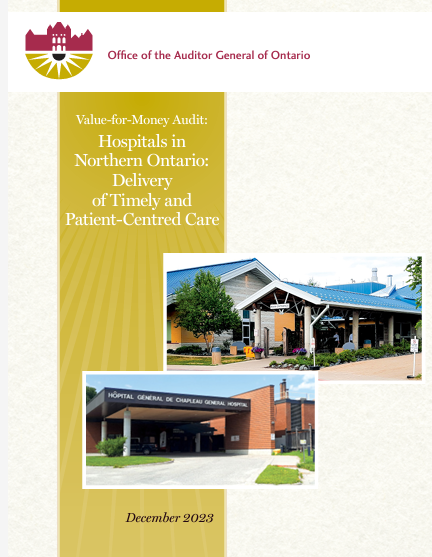 Office of the Auditor General of Ontario
Value-for-Money Audit:
Hospitals in
Northern Ontario:
Delivery
of Timely and
Patient-Centred Care
HÔPITAL GÉNÉRAL DE CHAPLEAU GENERAL HOSPITAL
December 2023